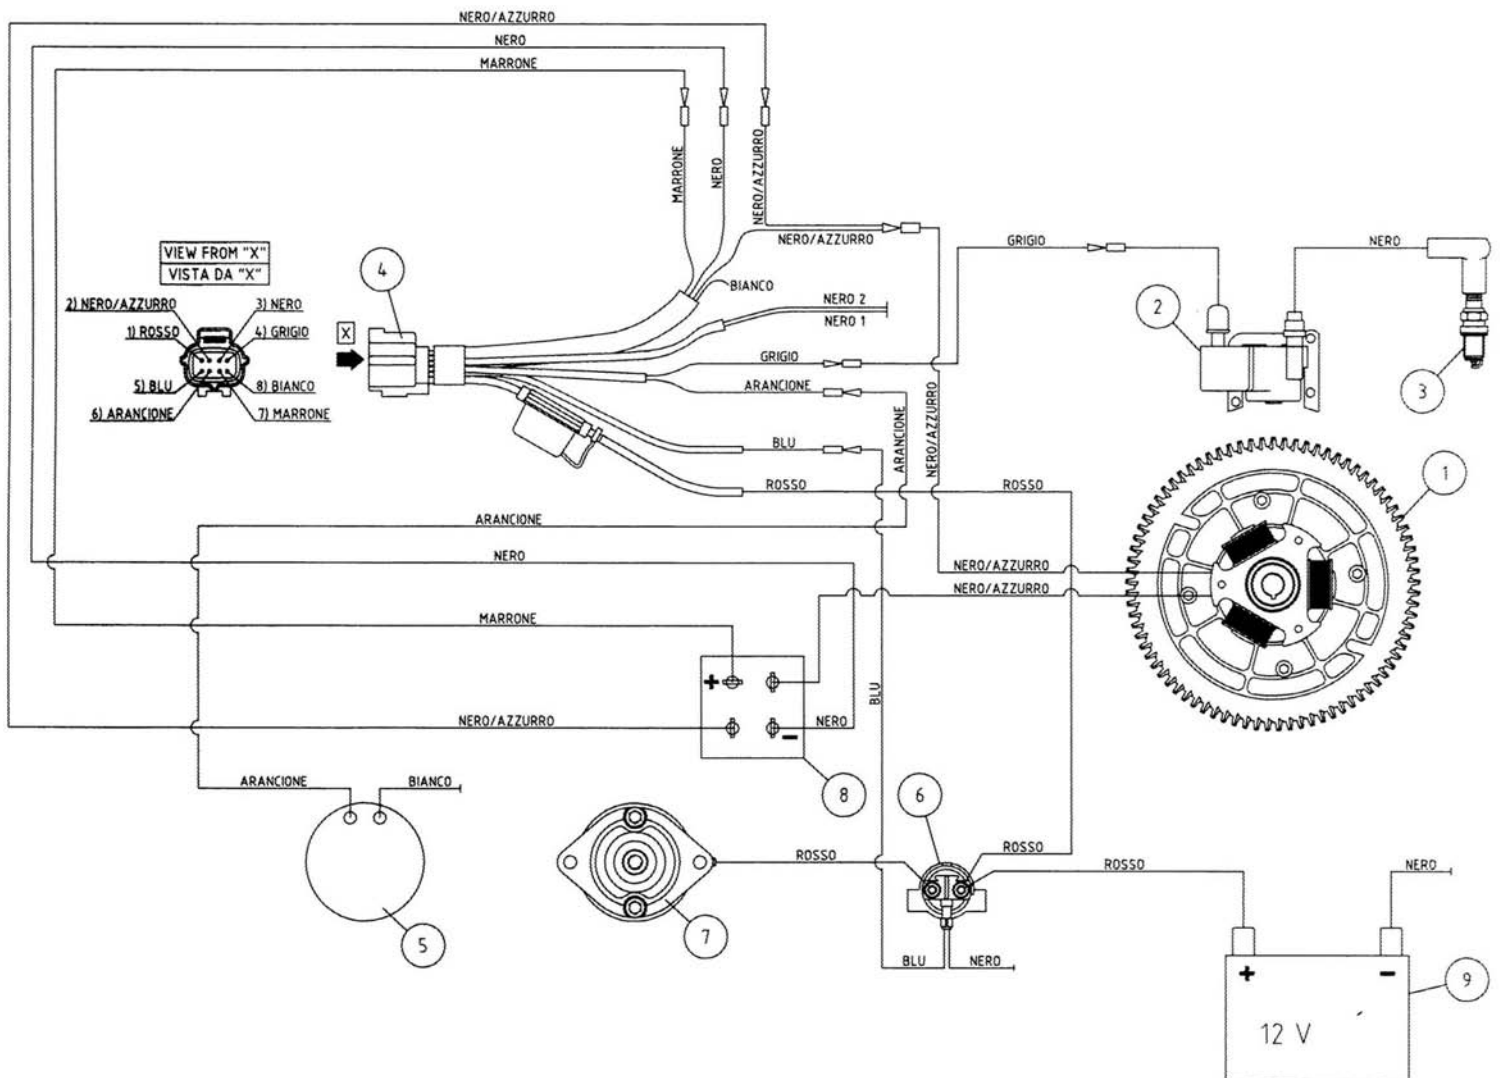 NERO/AZZURRO
NERO
MARRONE
MARRONE
NERO
NERO/AZZURRO
NERO/AZZURRO
GRIGIO
NERO
VIEW FROM "X"
VISTA DA "X"
4
2) NERO/AZZURRO
3) NERO
1) ROSSO
4) GRIGIO
5) BLU
8) BIANCO
6) ARANCIONE
7) MARRONE
X
BIANCO
NERO 2
NERO 1
GRIGIO
ARANCIONE
2
3
BLU
ARANCIONE
NERO/AZZURRO
ROSSO
ROSSO
1
ARANCIONE
NERO
NERO/AZZURRO
NERO/AZZURRO
MARRONE
+
BLU
NERO/AZZURRO
NERO
-
ARANCIONE
BIANCO
8
6
ROSSO
ROSSO
ROSSO
NERO
5
7
BLU
NERO
+
-
9
12 V